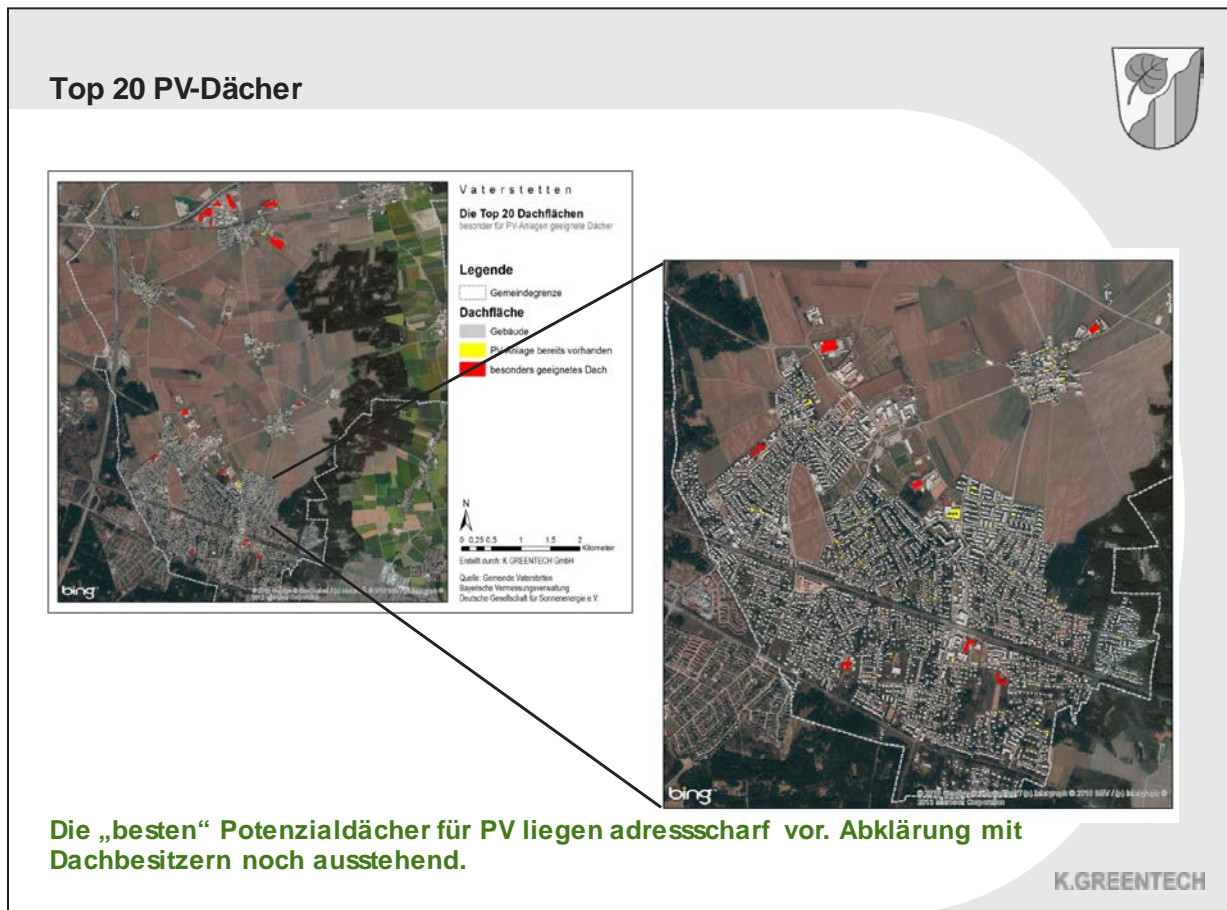 Top 20 PV-Dächer
Vaterstetten
Die Top 20 Dachflächen
besonder für PV-Anlagen geeignete Dächer
Legende
Gemeindegrenze
Dachfläche
Gebäude
PV-Anlage bereits vorhanden
besonders geeignetes Dach
N
0 0,25 0,5 1 1,5 2
Kilometer
Erstellt durch: K.GREENTECH GmbH
Quelle: Gemeinde Vaterstetten
Bayerische Vermessungsverwaltung
Deutsche Gesellschaft für Sonnenenergie e.V.
bing
bing
Die „besten“ Potenzialdächer für PV liegen adressscharf vor. Abklärung mit
Dachbesitzern noch ausstehend.
K.GREENTECH